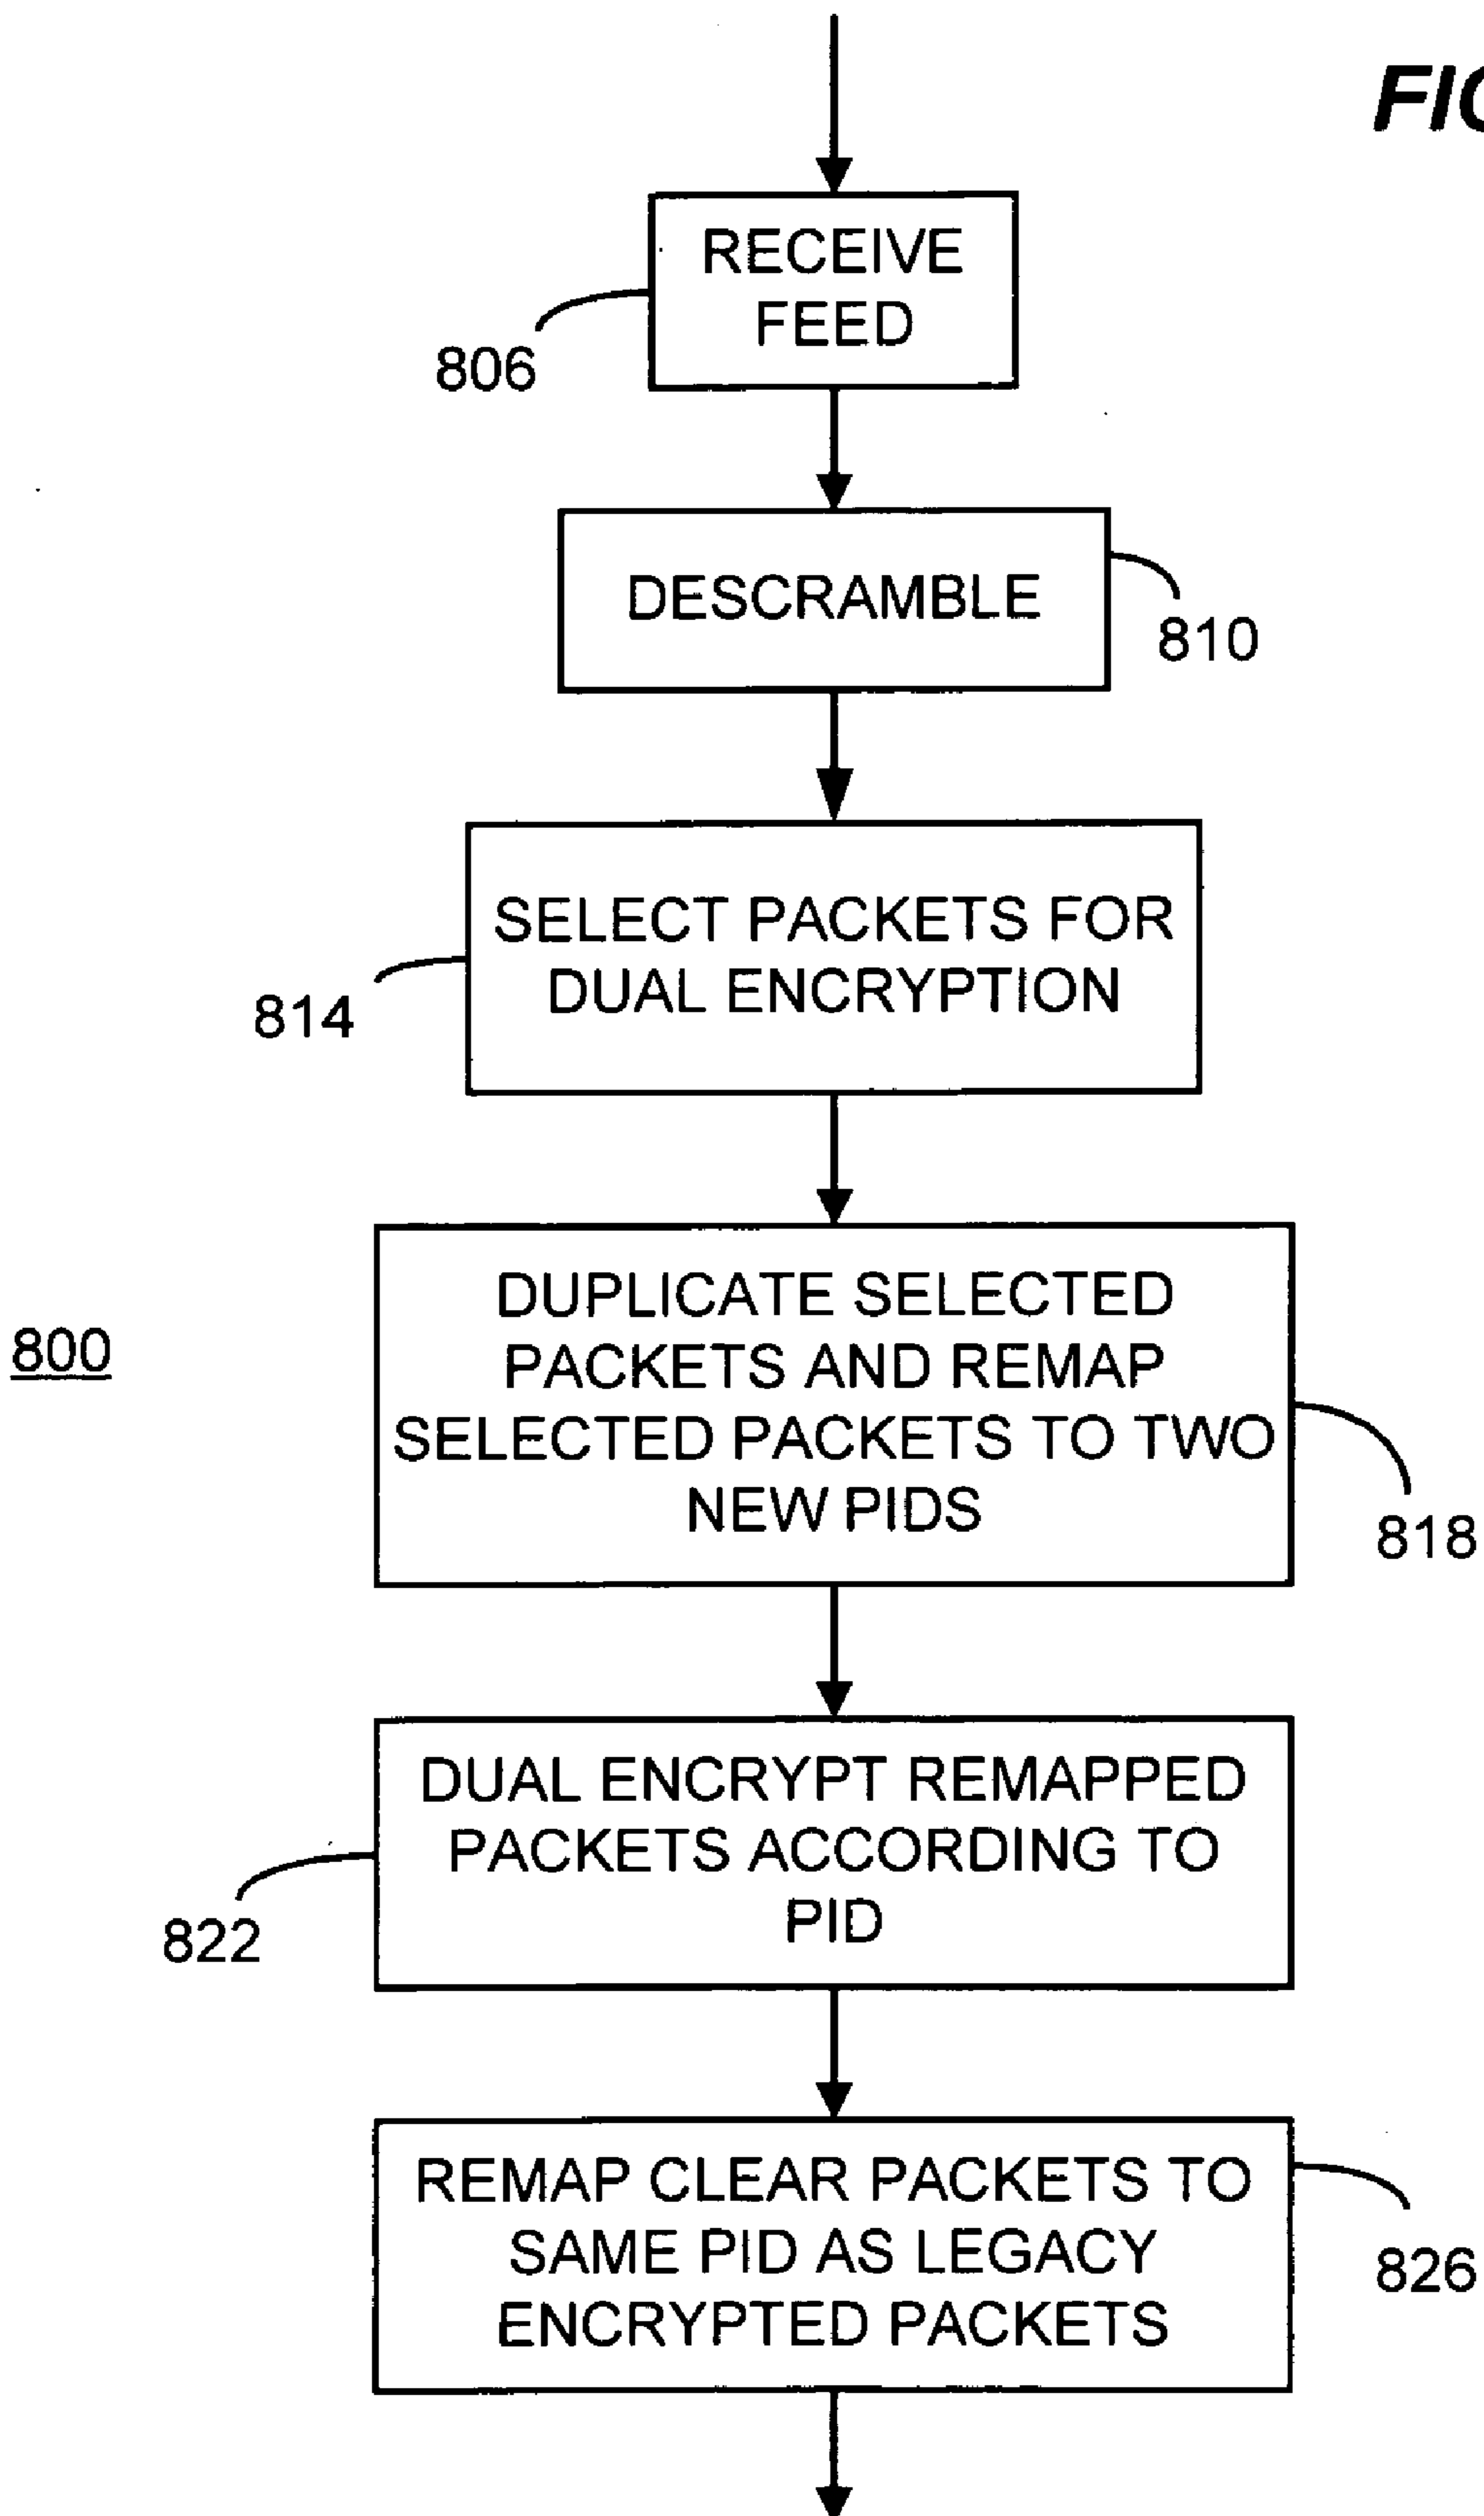 RECEIVE
FEED
806
DESCRAMBLE
810
SELECT PACKETS FOR
DUAL ENCRYPTION
814
DUPLICATE SELECTED
PACKETS AND REMAP
SELECTED PACKETS TO TWO
NEW PIDS
800
818
DUAL ENCRYPT REMAPPED
PACKETS ACCORDING TO
PID
822
REMAP CLEAR PACKETS TO
SAME PID AS LEGACY
ENCRYPTED PACKETS
826